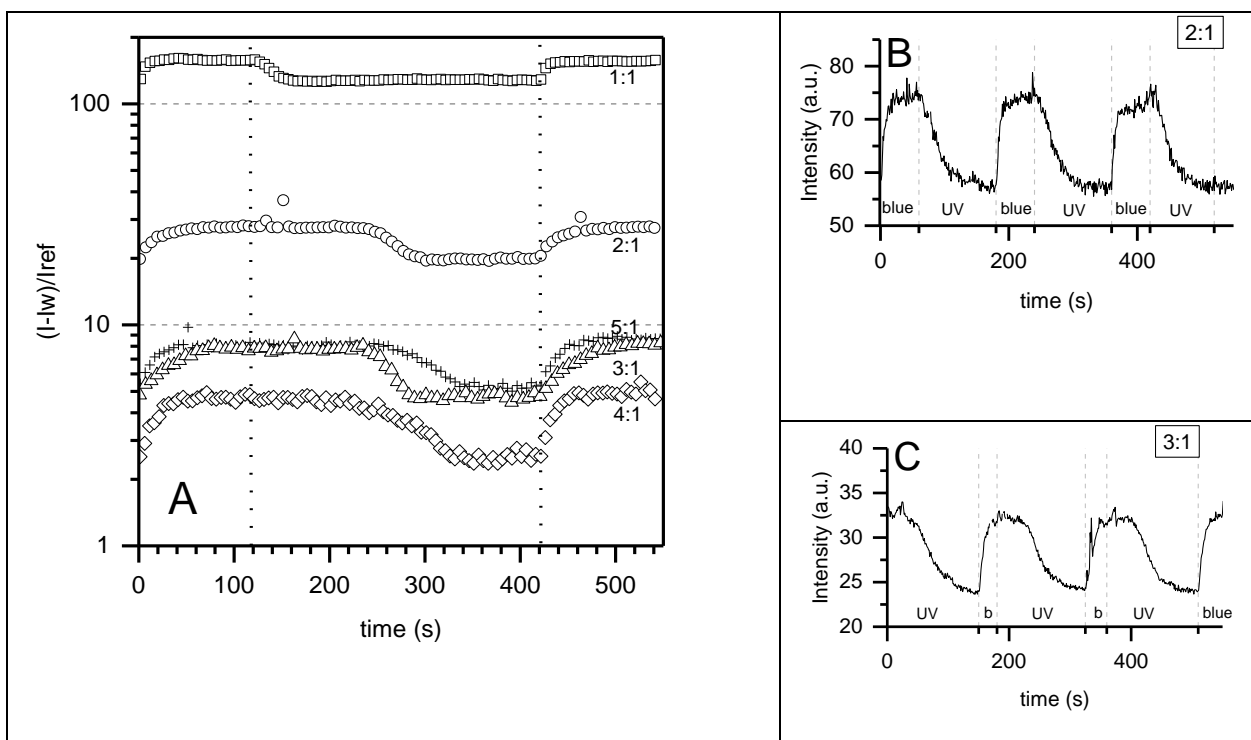 A
(I-Iw)/Iref
100
10
1
1:1
2:1
5:1
3:1
4:1
0 100 200 300 400 500
time (s)
B
2:1
Intensity (a.u.)
80
70
60
50
blue UV blue UV blue UV
0 200 400
time (s)
C
3:1
Intensity (a.u.)
40
35
30
25
20
UV b UV b UV blue
0 200 400
time (s)